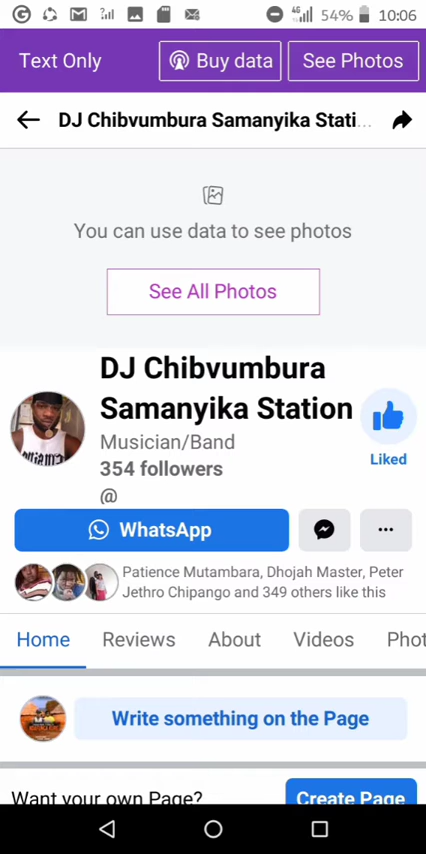 54% 10:06
Text Only Buy data See Photos
DJ Chibvumbura Samanyika Stati...
You can use data to see photos
See All Photos
DJ Chibvumbura
Samanyika Station
Musician/Band
354 followers
@
Liked
WhatsApp
Patience Mutambara, Dhojah Master, Peter
Jethro Chipango and 349 others like this
Home Reviews About Videos Phot
Write something on the Page
Want your own Page? Create Page